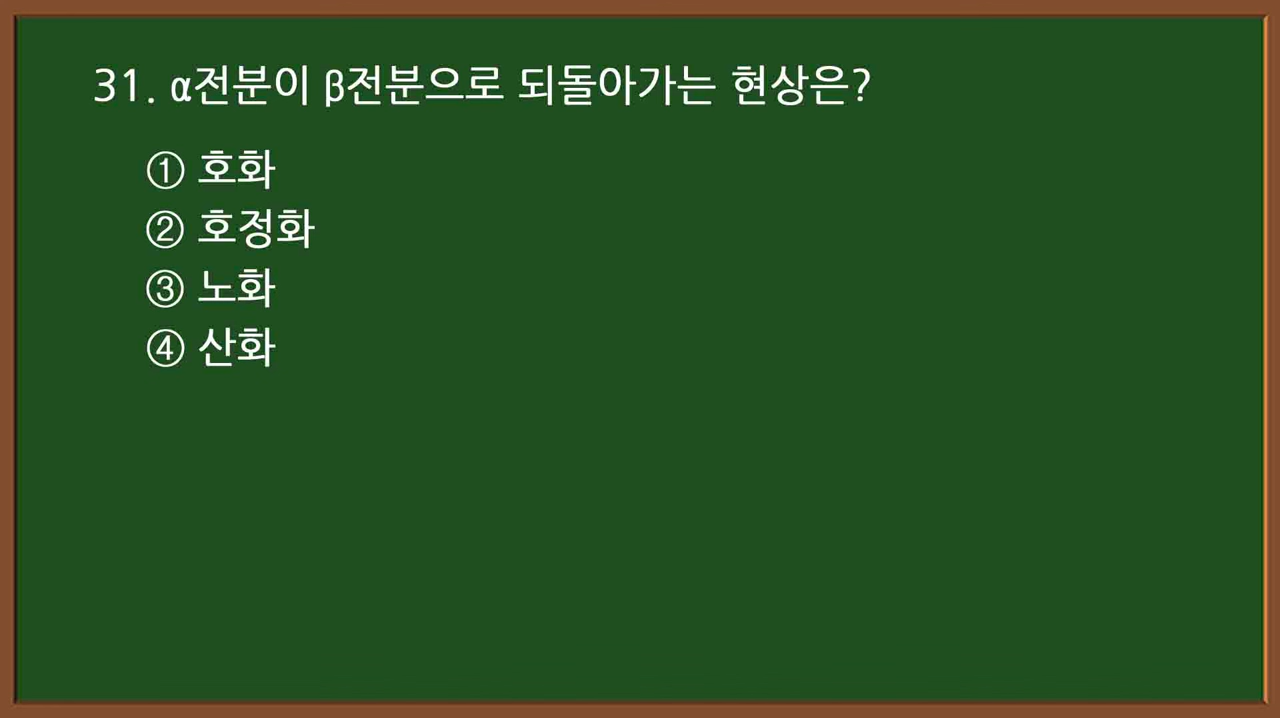 31. α전분이 β전분으로 되돌아가는 현상은?
① 호화
② 호정화
③ 노화
④ 산화